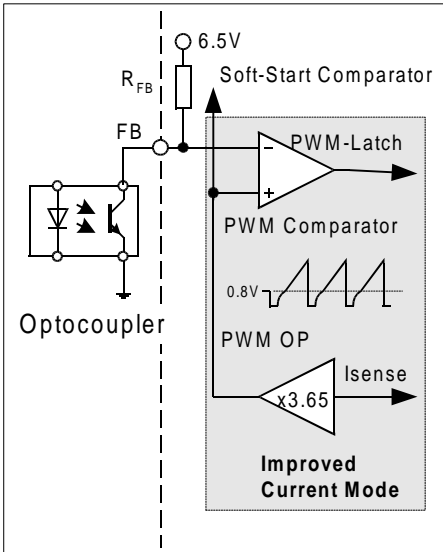 6.5V
R_FB
Soft-Start Comparator
FB
PWM-Latch
PWM Comparator
0.8V
Optocoupler
PWM OP
Isense
x3.65
Improved
Current Mode